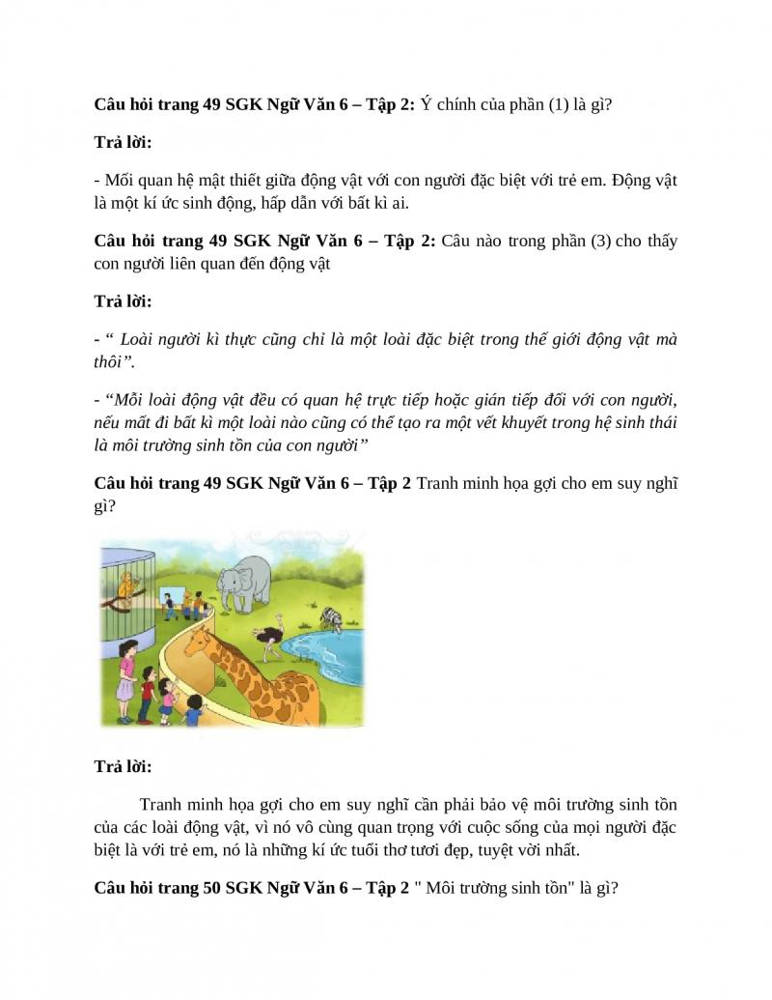 Câu hỏi trang 49 SGK Ngữ Văn 6 – Tập 2: Ý chính của phần (1) là gì?
Trả lời:
- Mối quan hệ mật thiết giữa động vật với con người đặc biệt với trẻ em. Động vật
là một kí ức sinh động, hấp dẫn với bất kì ai.
Câu hỏi trang 49 SGK Ngữ Văn 6 – Tập 2: Câu nào trong phần (3) cho thấy
con người liên quan đến động vật
Trả lời:
- “ Loài người kì thực cũng chỉ là một loài đặc biệt trong thế giới động vật mà
thôi”.
- “Mỗi loài động vật đều có quan hệ trực tiếp hoặc gián tiếp đối với con người,
nếu mất đi bất kì một loài nào cũng có thể tạo ra một vết khuyết trong hệ sinh thái
là môi trường sinh tồn của con người”
Câu hỏi trang 49 SGK Ngữ Văn 6 – Tập 2 Tranh minh họa gợi cho em suy nghĩ
gì?
Trả lời:
Tranh minh họa gợi cho em suy nghĩ cần phải bảo vệ môi trường sinh tồn
của các loài động vật, vì nó vô cùng quan trọng với cuộc sống của mọi người đặc
biệt là với trẻ em, nó là những kí ức tuổi thơ tươi đẹp, tuyệt vời nhất.
Câu hỏi trang 50 SGK Ngữ Văn 6 – Tập 2 " Môi trường sinh tồn" là gì?